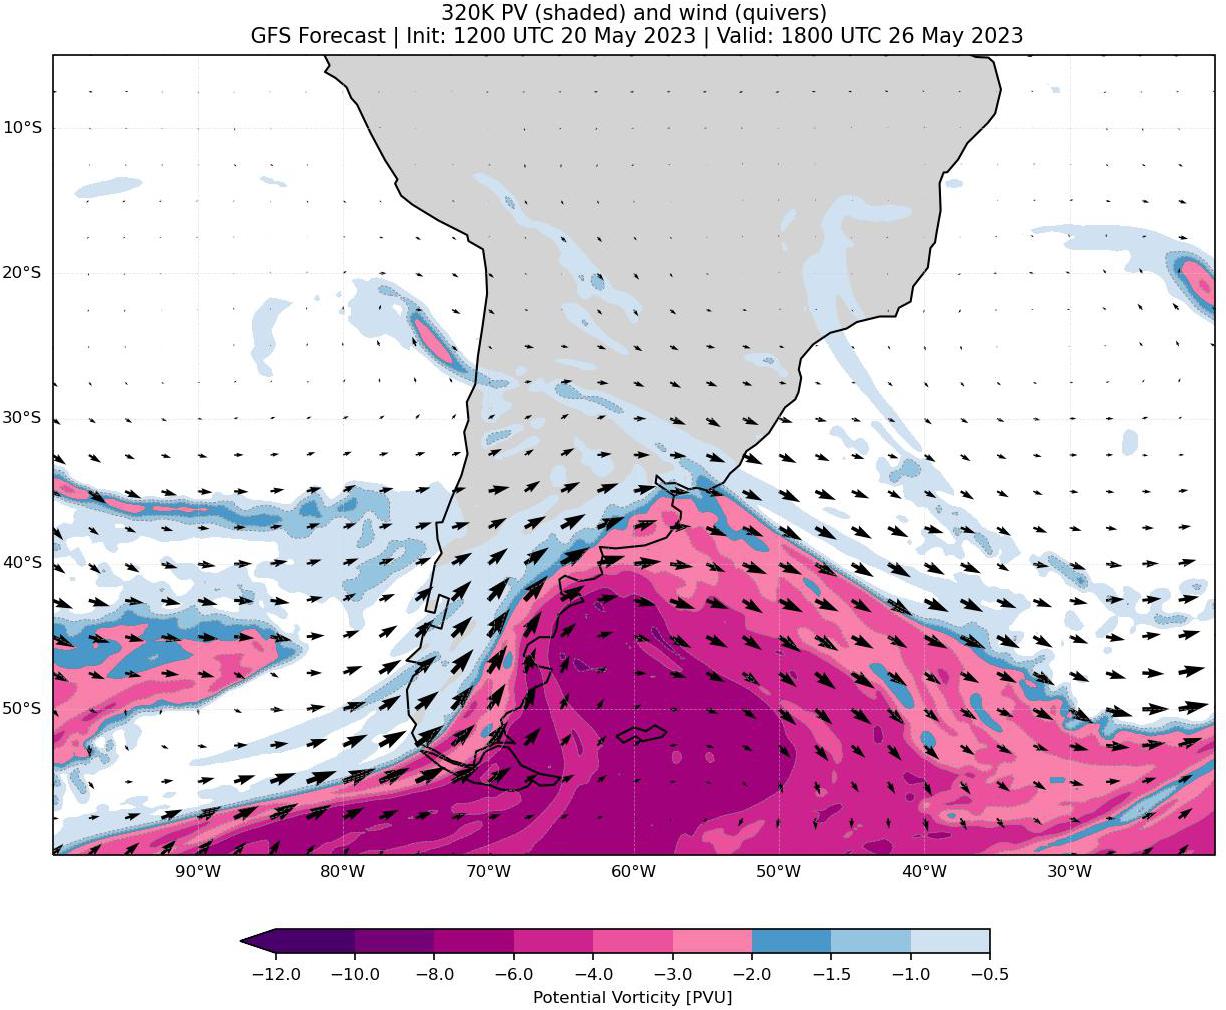 320K PV (shaded) and wind (quivers)
GFS Forecast | Init: 1200 UTC 20 May 2023 | Valid: 1800 UTC 26 May 2023
10°S
20°S
30°S
40°S
50°S
90°W 80°W 70°W 60°W 50°W 40°W 30°W
−12.0 −10.0 −8.0 −6.0 −4.0 −3.0 −2.0 −1.5 −1.0 −0.5
Potential Vorticity [PVU]